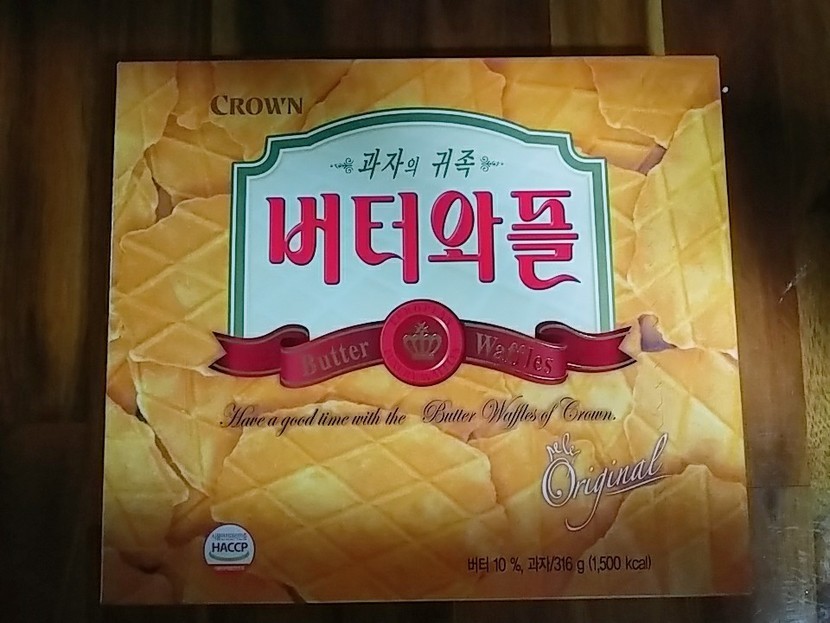 CROWN
과자의 귀족
버터와플
Butter Waffles
Have a good time with the Butter Waffles of Crown.
Original
HACCP
버터 10 %, 과자/316 g (1,500 kcal)